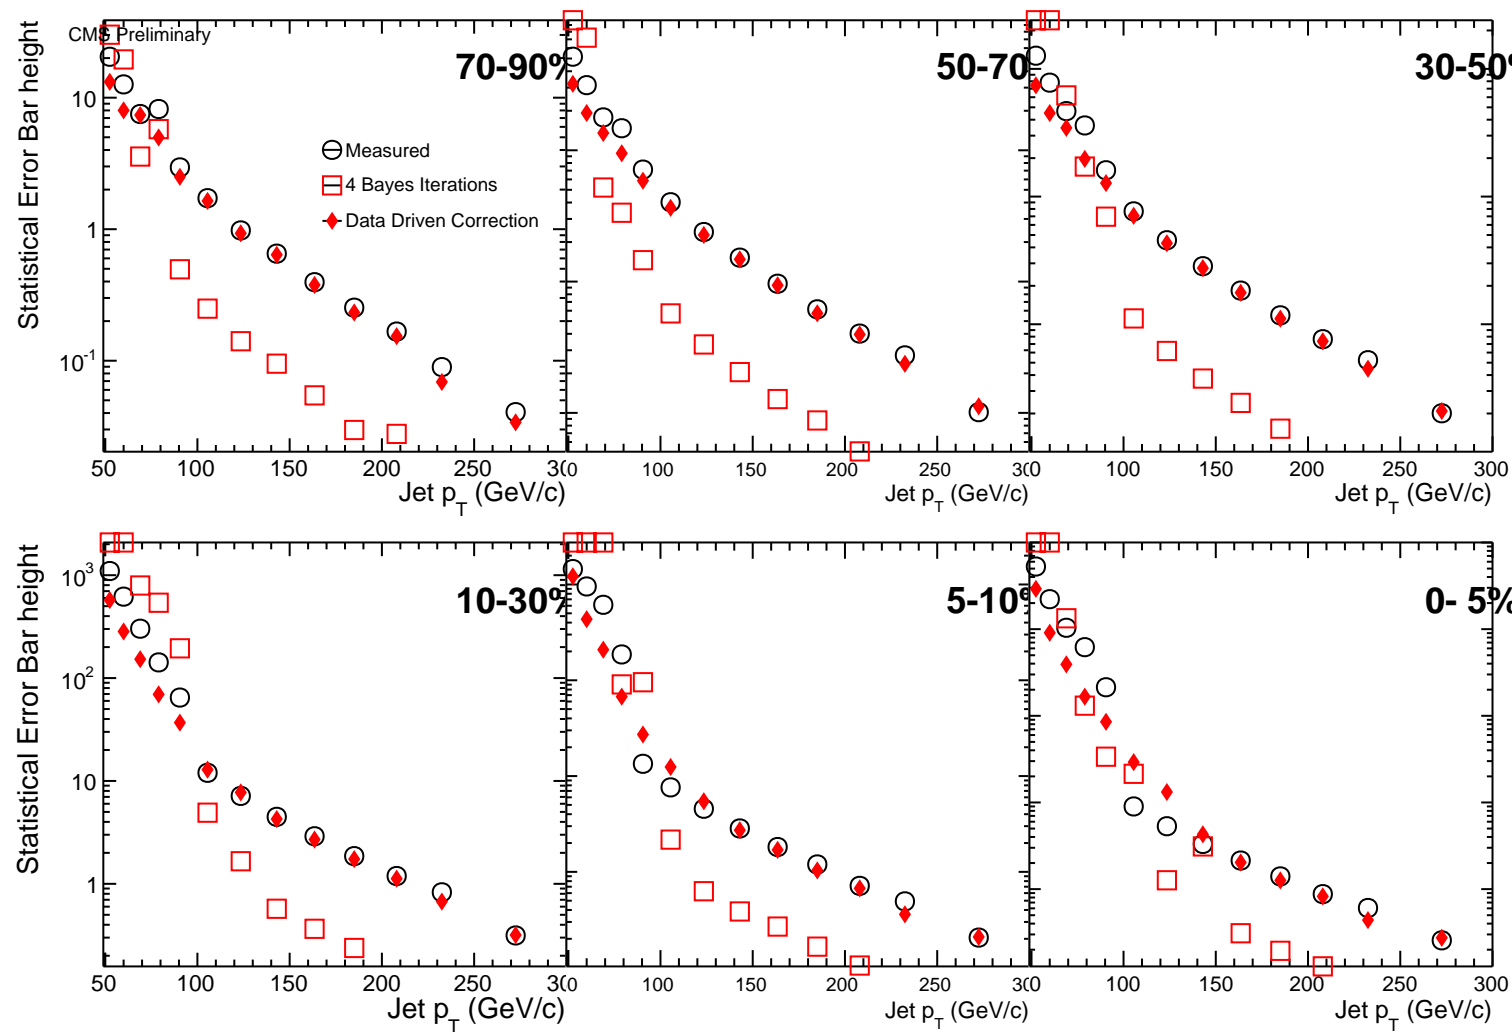 CMS Preliminary
Statistical Error Bar height
70-90%
50-70
30-50%
Measured
4 Bayes Iterations
Data Driven Correction
10
1
10-1
50 100 150 200 250 300
100 150 200 250 300
100 150 200 250 300
Jet pT (GeV/c)
Jet pT (GeV/c)
Jet pT (GeV/c)
Statistical Error Bar height
10-30%
5-10%
0- 5%
103
102
10
1
50 100 150 200 250 300
100 150 200 250 300
100 150 200 250 300
Jet pT (GeV/c)
Jet pT (GeV/c)
Jet pT (GeV/c)